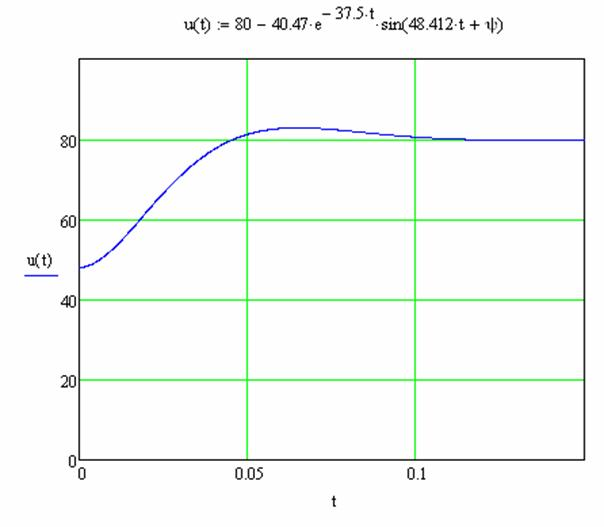 u(t) := 80 − 40.47·e^− 37.5·t·sin(48.412·t + ψ)
80
60
u(t)
40
20
0
0 0.05 0.1
t